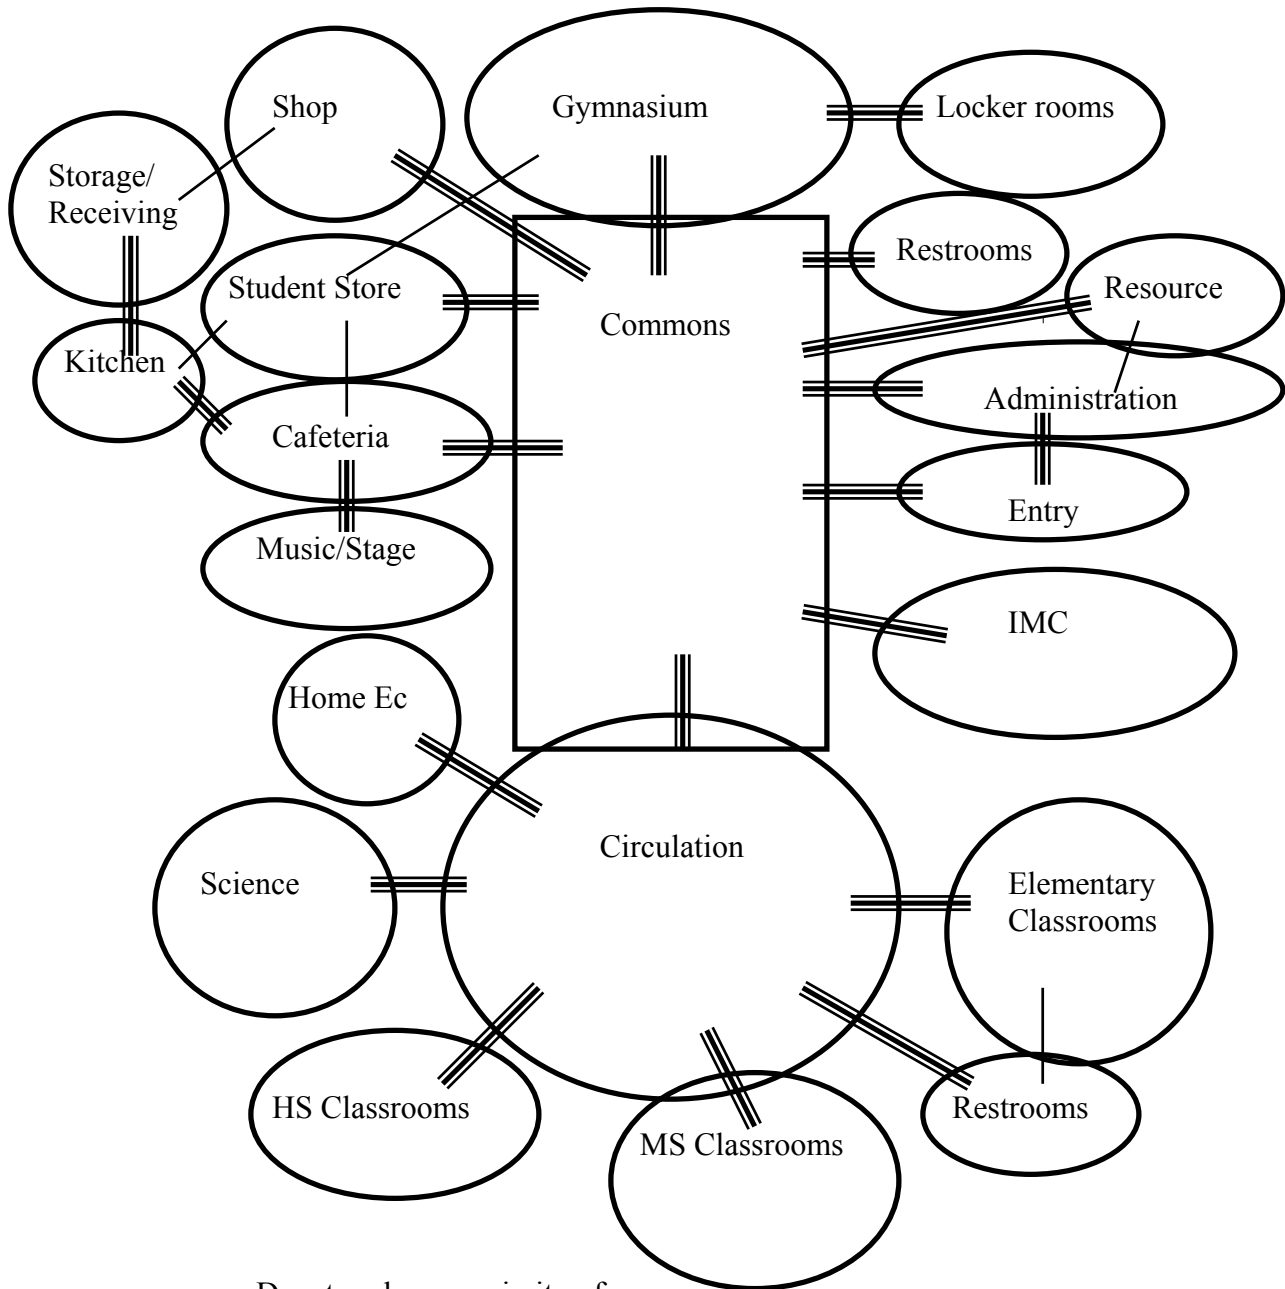 Shop
Gymnasium
Locker rooms
Storage/
Receiving
Restrooms
Student Store
Resource
Commons
Kitchen
Administration
Cafeteria
Entry
Music/Stage
IMC
Home Ec
Circulation
Science
Elementary
Classrooms
HS Classrooms
Restrooms
MS Classrooms